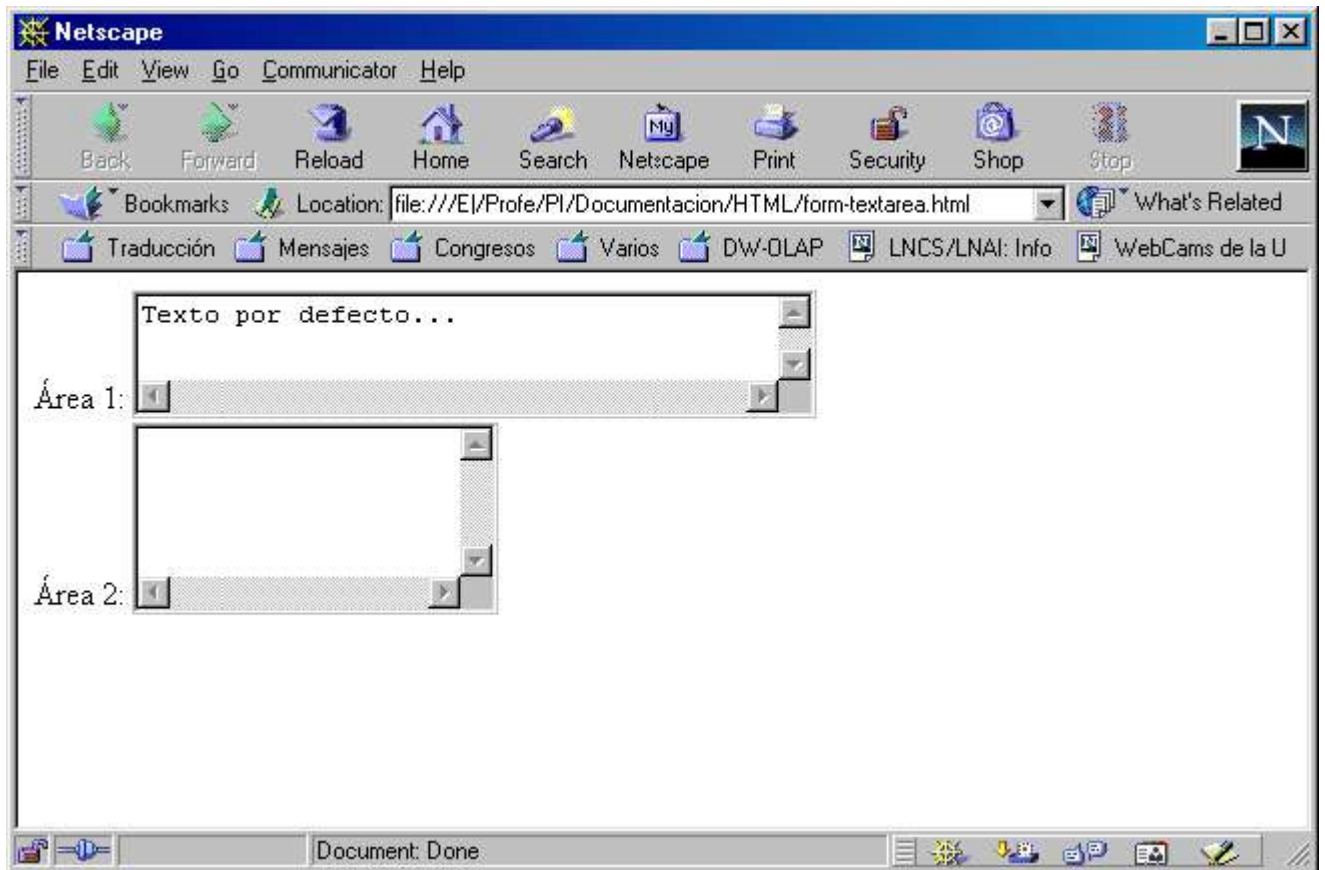 Netscape
File Edit View Go Communicator Help
Back Forward Reload Home Search Netscape Print Security Shop Stop
My
N
Bookmarks Location: file:///E|/Profe/PI/Documentacion/HTML/form-textarea.html What's Related
Traducción Mensajes Congresos Varios DW-OLAP LNCS/LNAI: Info WebCams de la U
Texto por defecto...
Área 1:
Área 2:
Document: Done